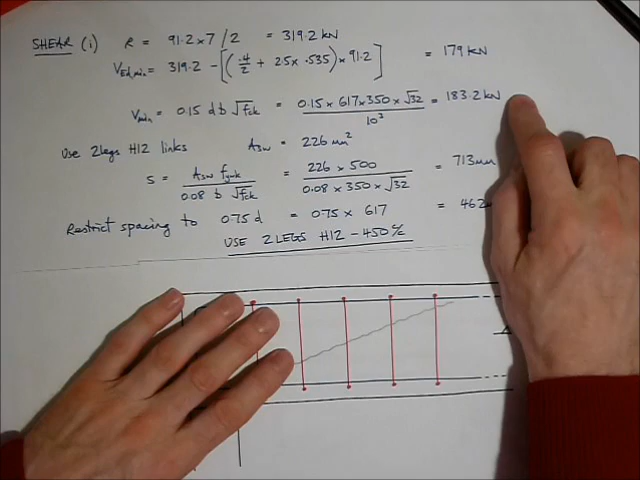 SHEAR (i) R = 91.2 x 7 / 2 = 319.2 kN
VEd,min = 319.2 - [(.4/2 + 2.5 x .535) x 91.2] = 179 kN
Vmin = 0.15 d b √fck = 0.15 x 617 x 350 x √32 / 10³ = 183.2 kN
Use 2 legs H12 links Asw = 226 mm²
S = Asw fywk / 0.08 b √fck = 226 x 500 / 0.08 x 350 x √32 = 713 mm
Restrict spacing to 0.75 d = 0.75 x 617 = 462
USE 2 LEGS H12 - 450 c/c